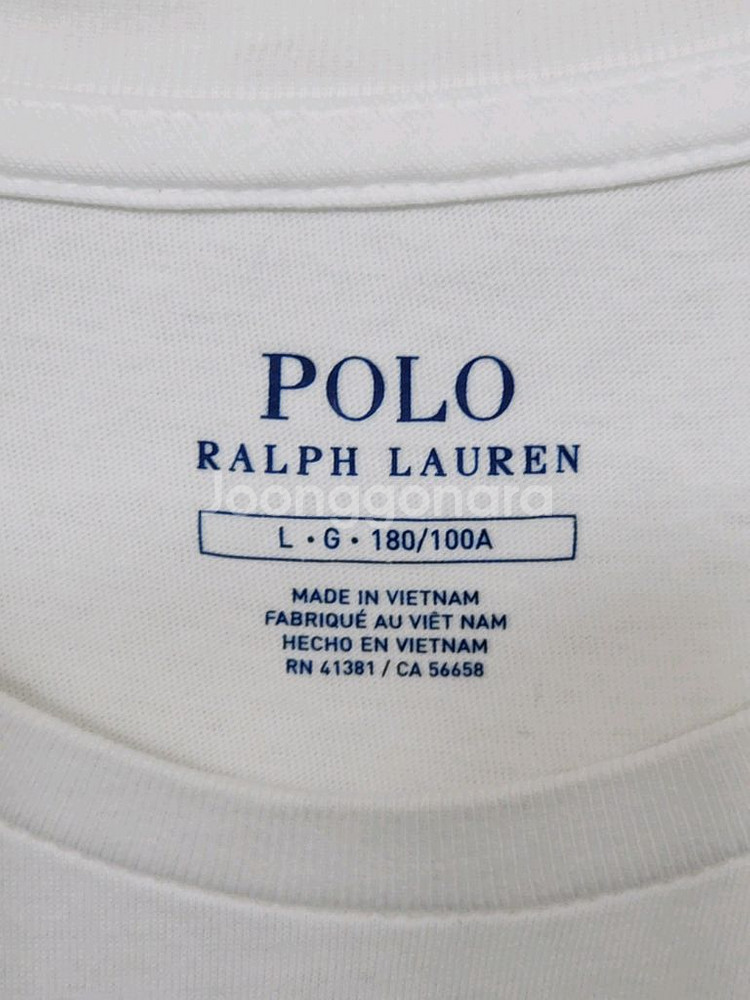 POLO
RALPH LAUREN
Joonggonara
L • G • 180/100A
MADE IN VIETNAM
FABRIQUÉ AU VIÊT NAM
HECHO EN VIETNAM
RN 41381 / CA 56658